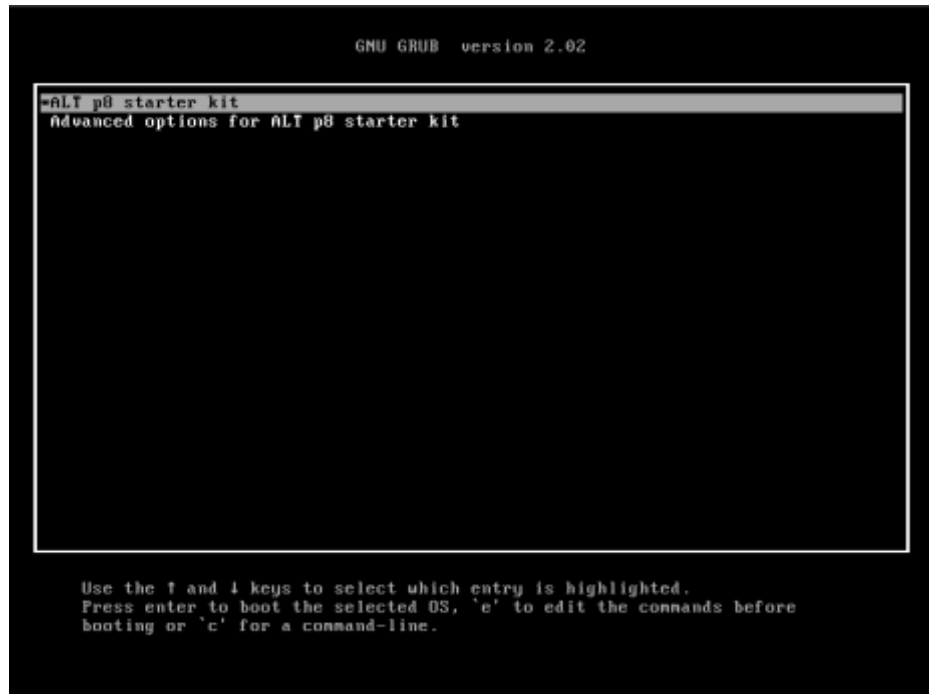 GNU GRUB version 2.02
*ALT p8 starter kit
Advanced options for ALT p8 starter kit
Use the ↑ and ↓ keys to select which entry is highlighted.
Press enter to boot the selected OS, `e' to edit the commands before
booting or `c' for a command-line.